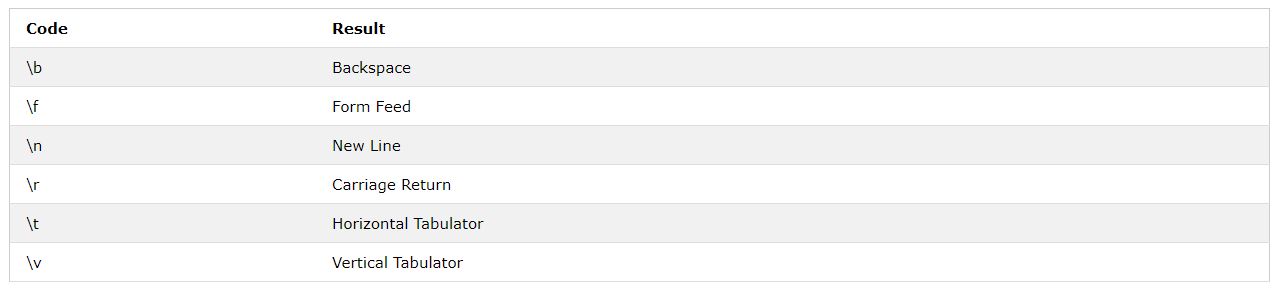 Code Result
\b Backspace
\f Form Feed
\n New Line
\r Carriage Return
\t Horizontal Tabulator
\v Vertical Tabulator